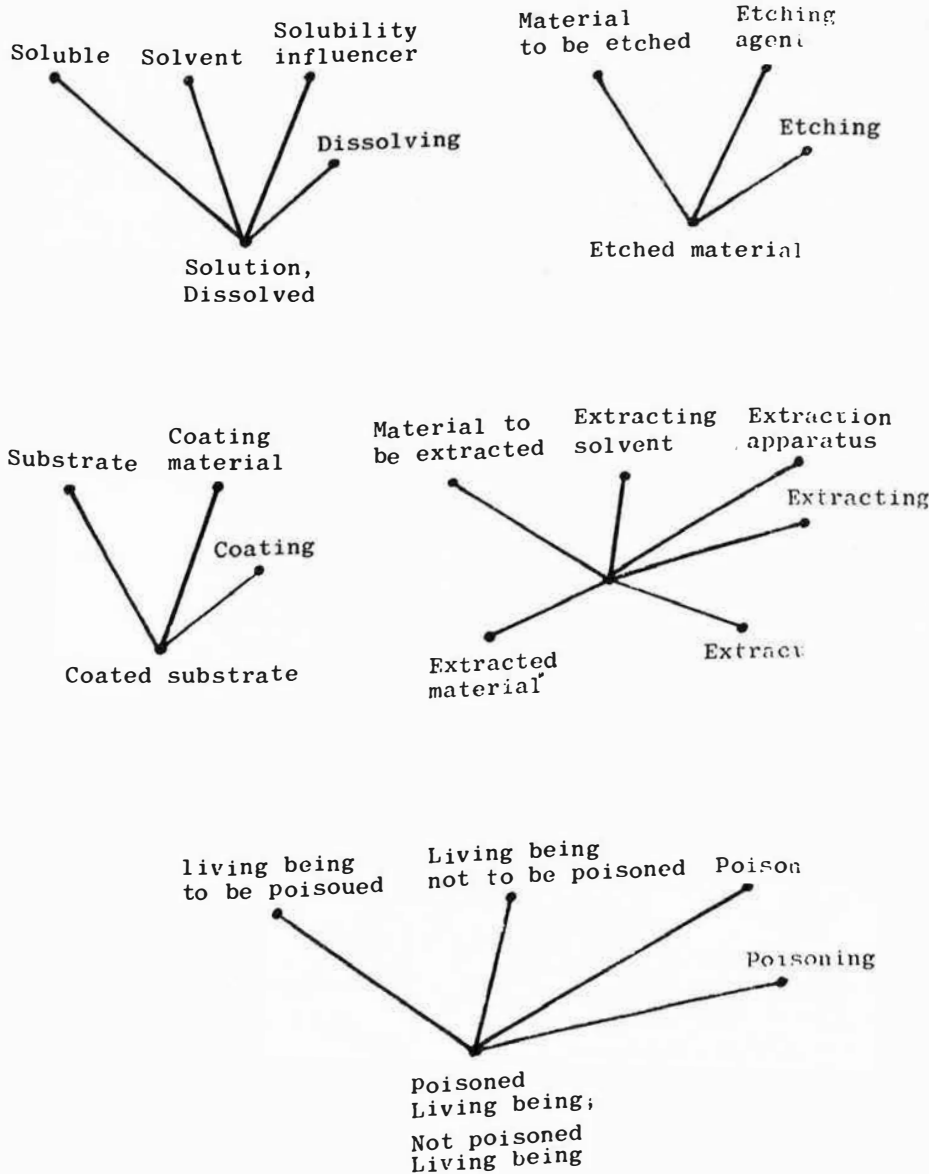 Soluble
Solvent
Solubility
influencer
Dissolving
Solution,
Dissolved
Material
to be etched
Etching
agent
Etching
Etched material
Substrate
Coating
material
Coating
Coated substrate
Material to
be extracted
Extracting
solvent
Extraction
apparatus
Extracting
Extracted
material
Extract
living being
to be poisoued
Living being
not to be poisoned
Poison
Poisoning
Poisoned
Living being;
Not poisoned
Living being